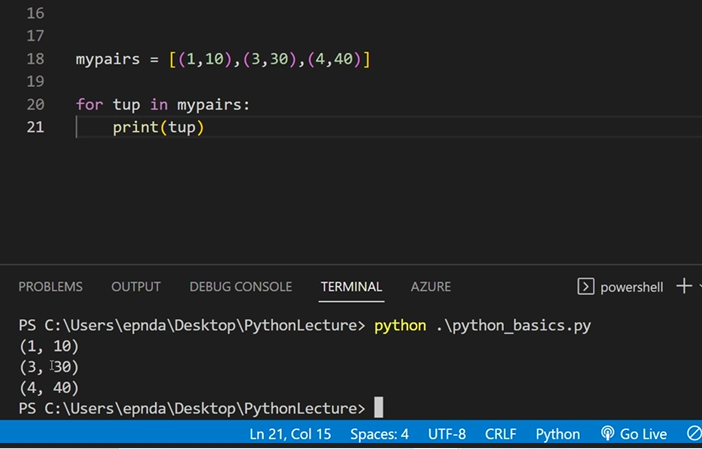 16
17
18 mypairs = [(1,10),(3,30),(4,40)]
19
20 for tup in mypairs:
21 print(tup)
PROBLEMS OUTPUT DEBUG CONSOLE TERMINAL AZURE powershell
PS C:\Users\epnda\Desktop\PythonLecture> python .\python_basics.py
(1, 10)
(3, 30)
(4, 40)
PS C:\Users\epnda\Desktop\PythonLecture>
Ln 21, Col 15 Spaces: 4 UTF-8 CRLF Python Go Live